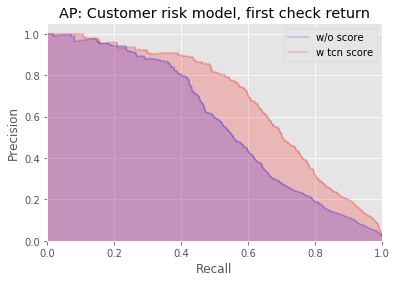 AP: Customer risk model, first check return
w/o score
w tcn score
Precision
1.0
0.8
0.6
0.4
0.2
0.0
0.0 0.2 0.4 0.6 0.8 1.0
Recall